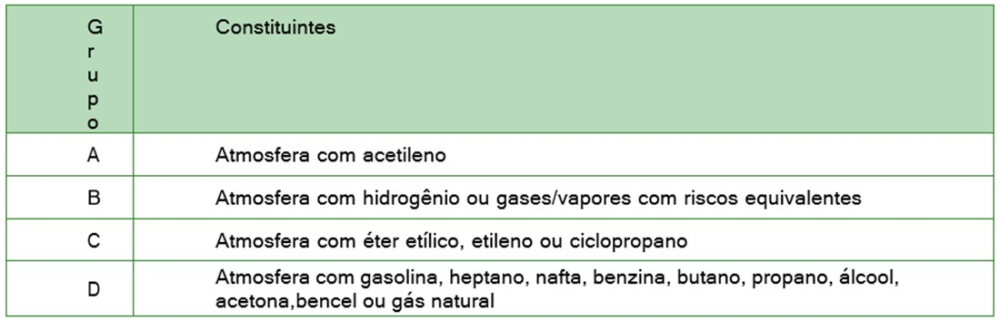 Grupo
Constituintes
A
Atmosfera com acetileno
B
Atmosfera com hidrogênio ou gases/vapores com riscos equivalentes
C
Atmosfera com éter etílico, etileno ou ciclopropano
D
Atmosfera com gasolina, heptano, nafta, benzina, butano, propano, álcool,
acetona,bencel ou gás natural